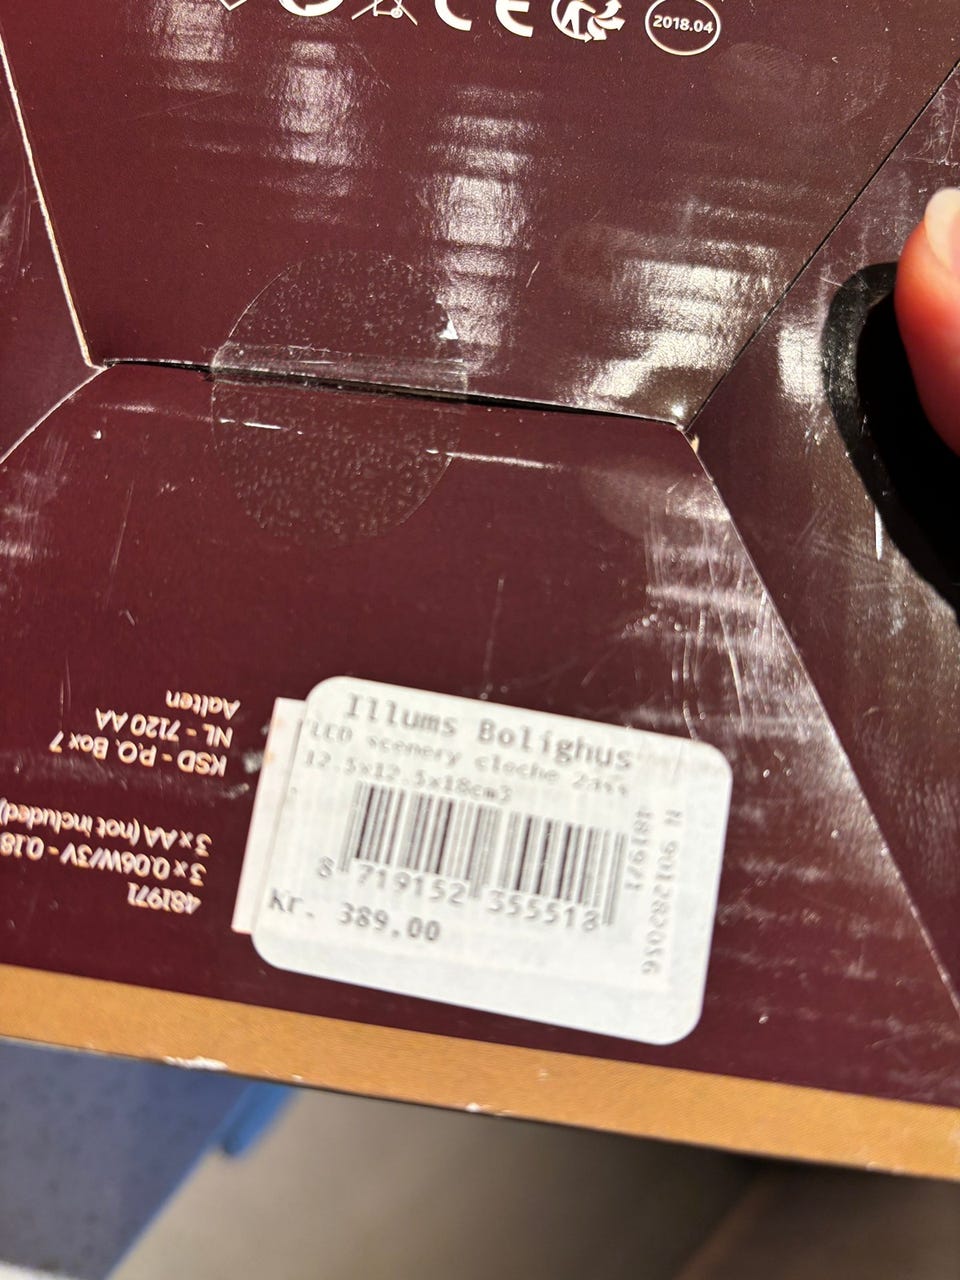 CE
2018.04
Illums Bolighus
LED scenery cloche 2ass
12.5x12.5x18cm3
8 719152 355518
Kr. 389,00
481971
481971
3 x 0.06W/3V - 0.18
3 x AA (not included)
KSD - P.O. Box 7
NL - 7120 AA
Aalten